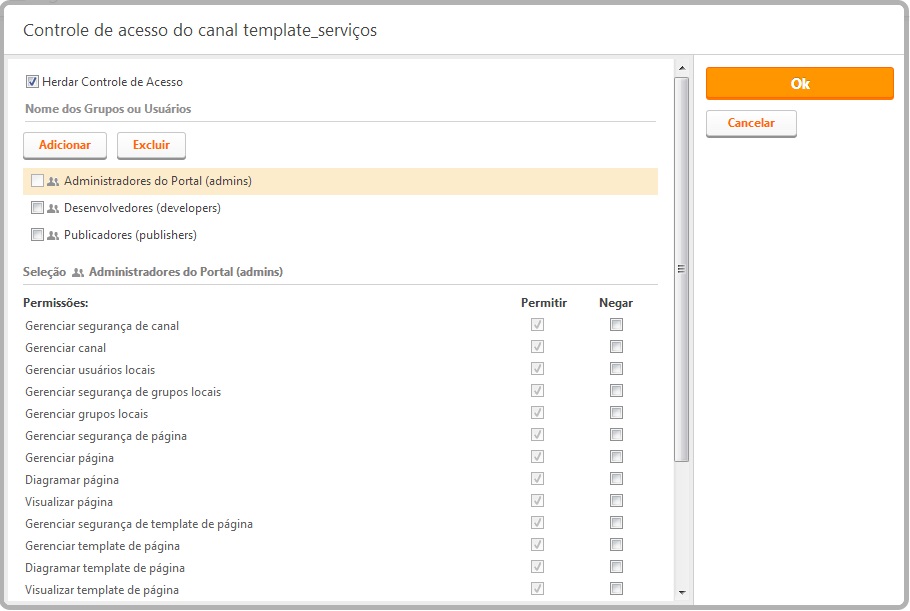 Controle de acesso do canal template_serviços
Herdar Controle de Acesso
Nome dos Grupos ou Usuários
Adicionar Excluir
Administradores do Portal (admins)
Desenvolvedores (developers)
Publicadores (publishers)
Seleção Administradores do Portal (admins)
Permissões: Permitir Negar
Gerenciar segurança de canal
Gerenciar canal
Gerenciar usuários locais
Gerenciar segurança de grupos locais
Gerenciar grupos locais
Gerenciar segurança de página
Gerenciar página
Diagramar página
Visualizar página
Gerenciar segurança de template de página
Gerenciar template de página
Diagramar template de página
Visualizar template de página
Ok
Cancelar